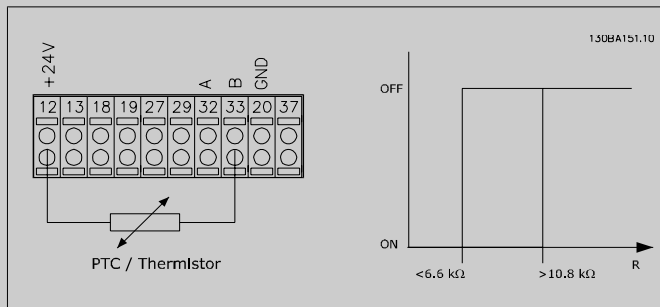 130BA151.10
+24V
A
B
GND
12 13 18 19 27 29 32 33 20 37
PTC / Thermistor
OFF
ON
R
<6.6 kΩ
>10.8 kΩ